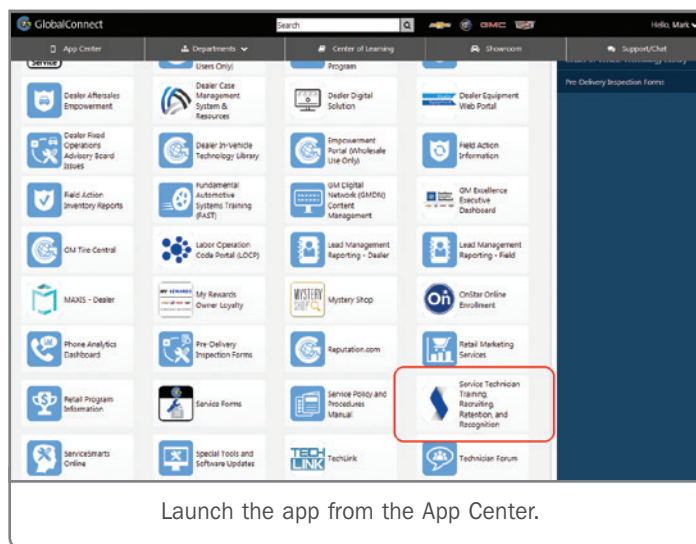 GlobalConnect
Search
GMC
Hello, Mark
App Center
Departments
Center of Learning
Showroom
Support/Chat
Service
Users Only)
Program
Pre-Delivery Inspection Forms
Dealer Aftersales
Empowerment
Dealer Case
Management
System &
Resources
Dealer Digital
Solution
Dealer Equipment
Web Portal
Dealer Fixed
Operations
Advisory Board
Issues
Dealer In-Vehicle
Technology Library
Empowerment
Portal (Wholesale
Use Only)
Field Action
Information
Field Action
Inventory Reports
Fundamental
Automotive
Systems Training
(FAST)
GM Digital
Network (GMDN)
Content
Management
GM Excellence
Executive
Dashboard
GM Tire Central
Labor Operation
Code Portal (LOCP)
Lead Management
Reporting - Dealer
Lead Management
Reporting - Field
MAXIS - Dealer
MY REWARDS
My Rewards
Owner Loyalty
MYSTERY
SHOP
Mystery Shop
On
OnStar Online
Enrollment
Phone Analytics
Dashboard
Pre-Delivery
Inspection Forms
Reputation.com
Retail Marketing
Services
Retail Program
Information
Service Forms
Service Policy and
Procedures
Manual
Service Technician
Training,
Recruiting,
Retention, and
Recognition
ServiceSmarts
Online
Special Tools and
Software Updates
TECH
LINK
TechLink
Technician Forum
Launch the app from the App Center.